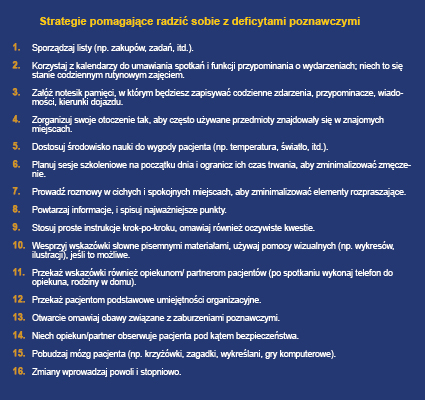 Strategie pomagające radzić sobie z deficytami poznawczymi
1. Sporządzaj listy (np. zakupów, zadań, itd.).
2. Korzystaj z kalendarzy do umawiania spotkań i funkcji przypominania o wydarzeniach; niech to się
stanie codziennym rutynowym zajęciem.
3. Załóż notesik pamięci, w którym będziesz zapisywać codzienne zdarzenia, przypominacze, wiado-
mości, kierunki dojazdu.
4. Zorganizuj swoje otoczenie tak, aby często używane przedmioty znajdowały się w znajomych
miejscach.
5. Dostosuj środowisko nauki do wygody pacjenta (np. temperatura, światło, itd.).
6. Planuj sesje szkoleniowe na początku dnia i ogranicz ich czas trwania, aby zminimalizować zmęcze-
nie.
7. Prowadź rozmowy w cichych i spokojnych miejscach, aby zminimalizować elementy rozpraszające.
8. Powtarzaj informacje, i spisuj najważniejsze punkty.
9. Stosuj proste instrukcje krok-po-kroku, omawiaj również oczywiste kwestie.
10. Wesprzyj wskazówki słowne pisemnymi materiałami, używaj pomocy wizualnych (np. wykresów,
ilustracji), jeśli to możliwe.
11. Przekaż wskazówki również opiekunom/ partnerom pacjentów (po spotkaniu wykonaj telefon do
opiekuna, rodziny w domu).
12. Przekaż pacjentom podstawowe umiejętności organizacyjne.
13. Otwarcie omawiaj obawy związane z zaburzeniami poznawczymi.
14. Niech opiekun/partner obserwuje pacjenta pod kątem bezpieczeństwa.
15. Pobudzaj mózg pacjenta (np. krzyżówki, zagadki, wykreślani, gry komputerowe).
16. Zmiany wprowadzaj powoli i stopniowo.